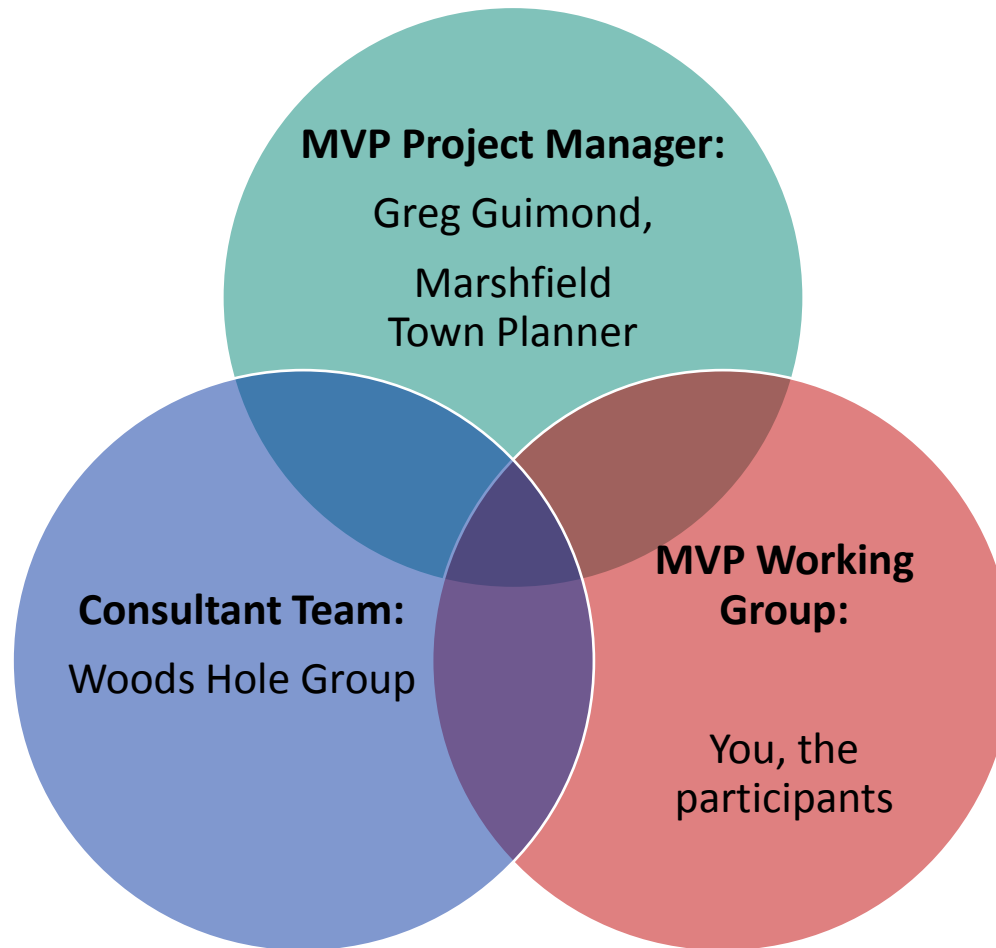 MVP Project Manager:
Greg Guimond,
Marshfield
Town Planner
Consultant Team:
Woods Hole Group
MVP Working
Group:
You, the
participants